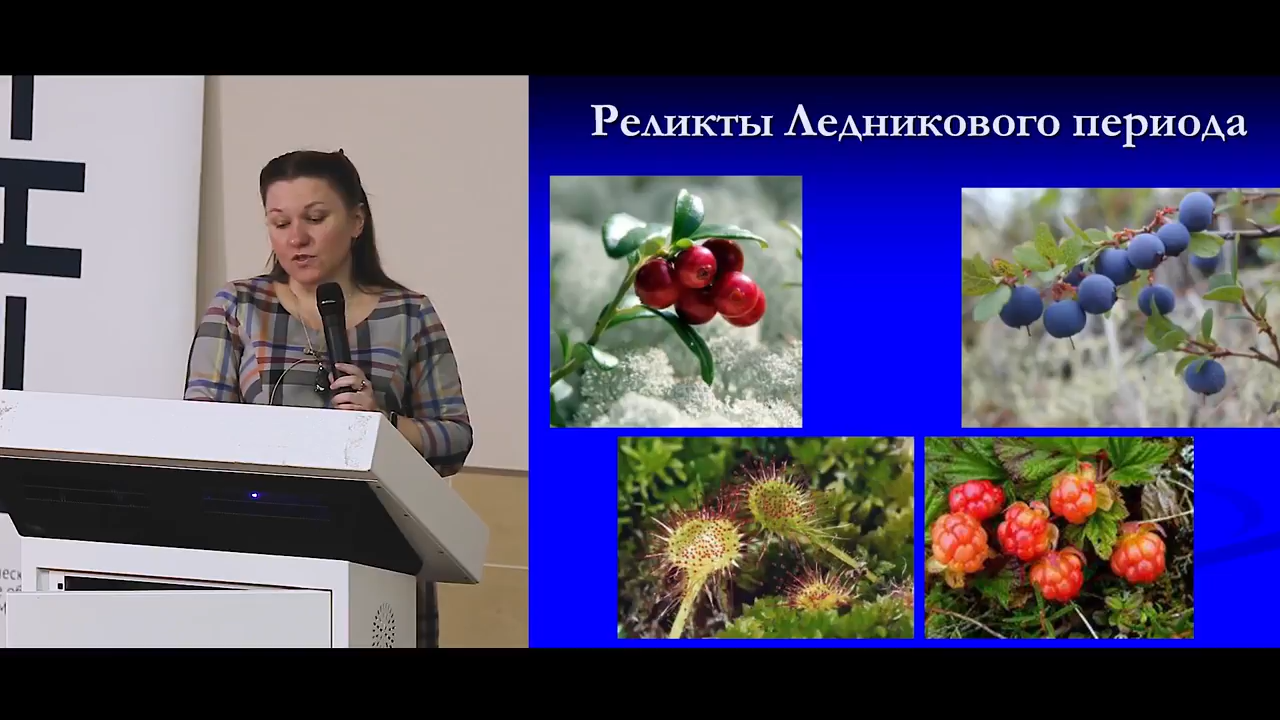 Реликты Ледникового периода